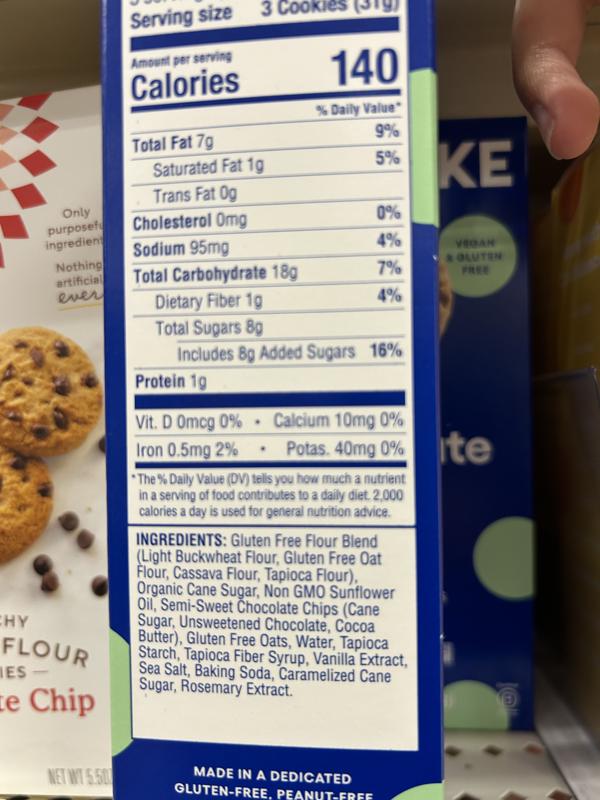 Serving size 3 Cookies (31g)
Amount per serving
Calories 140
% Daily Value*
Total Fat 7g 9%
Saturated Fat 1g 5%
Trans Fat 0g
Cholesterol 0mg 0%
Sodium 95mg 4%
Total Carbohydrate 18g 7%
Dietary Fiber 1g 4%
Total Sugars 8g
Includes 8g Added Sugars 16%
Protein 1g
Vit. D 0mcg 0% • Calcium 10mg 0%
Iron 0.5mg 2% • Potas. 40mg 0%
*The % Daily Value (DV) tells you how much a nutrient
in a serving of food contributes to a daily diet. 2,000
calories a day is used for general nutrition advice.
INGREDIENTS: Gluten Free Flour Blend
(Light Buckwheat Flour, Gluten Free Oat
Flour, Cassava Flour, Tapioca Flour),
Organic Cane Sugar, Non GMO Sunflower
Oil, Semi-Sweet Chocolate Chips (Cane
Sugar, Unsweetened Chocolate, Cocoa
Butter), Gluten Free Oats, Water, Tapioca
Starch, Tapioca Fiber Syrup, Vanilla Extract,
Sea Salt, Baking Soda, Caramelized Cane
Sugar, Rosemary Extract.
MADE IN A DEDICATED
GLUTEN-FREE, PEANUT-FREE
Only
purposefu
ingredient
Nothing
artificial
ever
CHY
FLOUR
IES
te Chip
NET WT 5.5OZ
KE
VEGAN
& GLUTEN
FREE
te